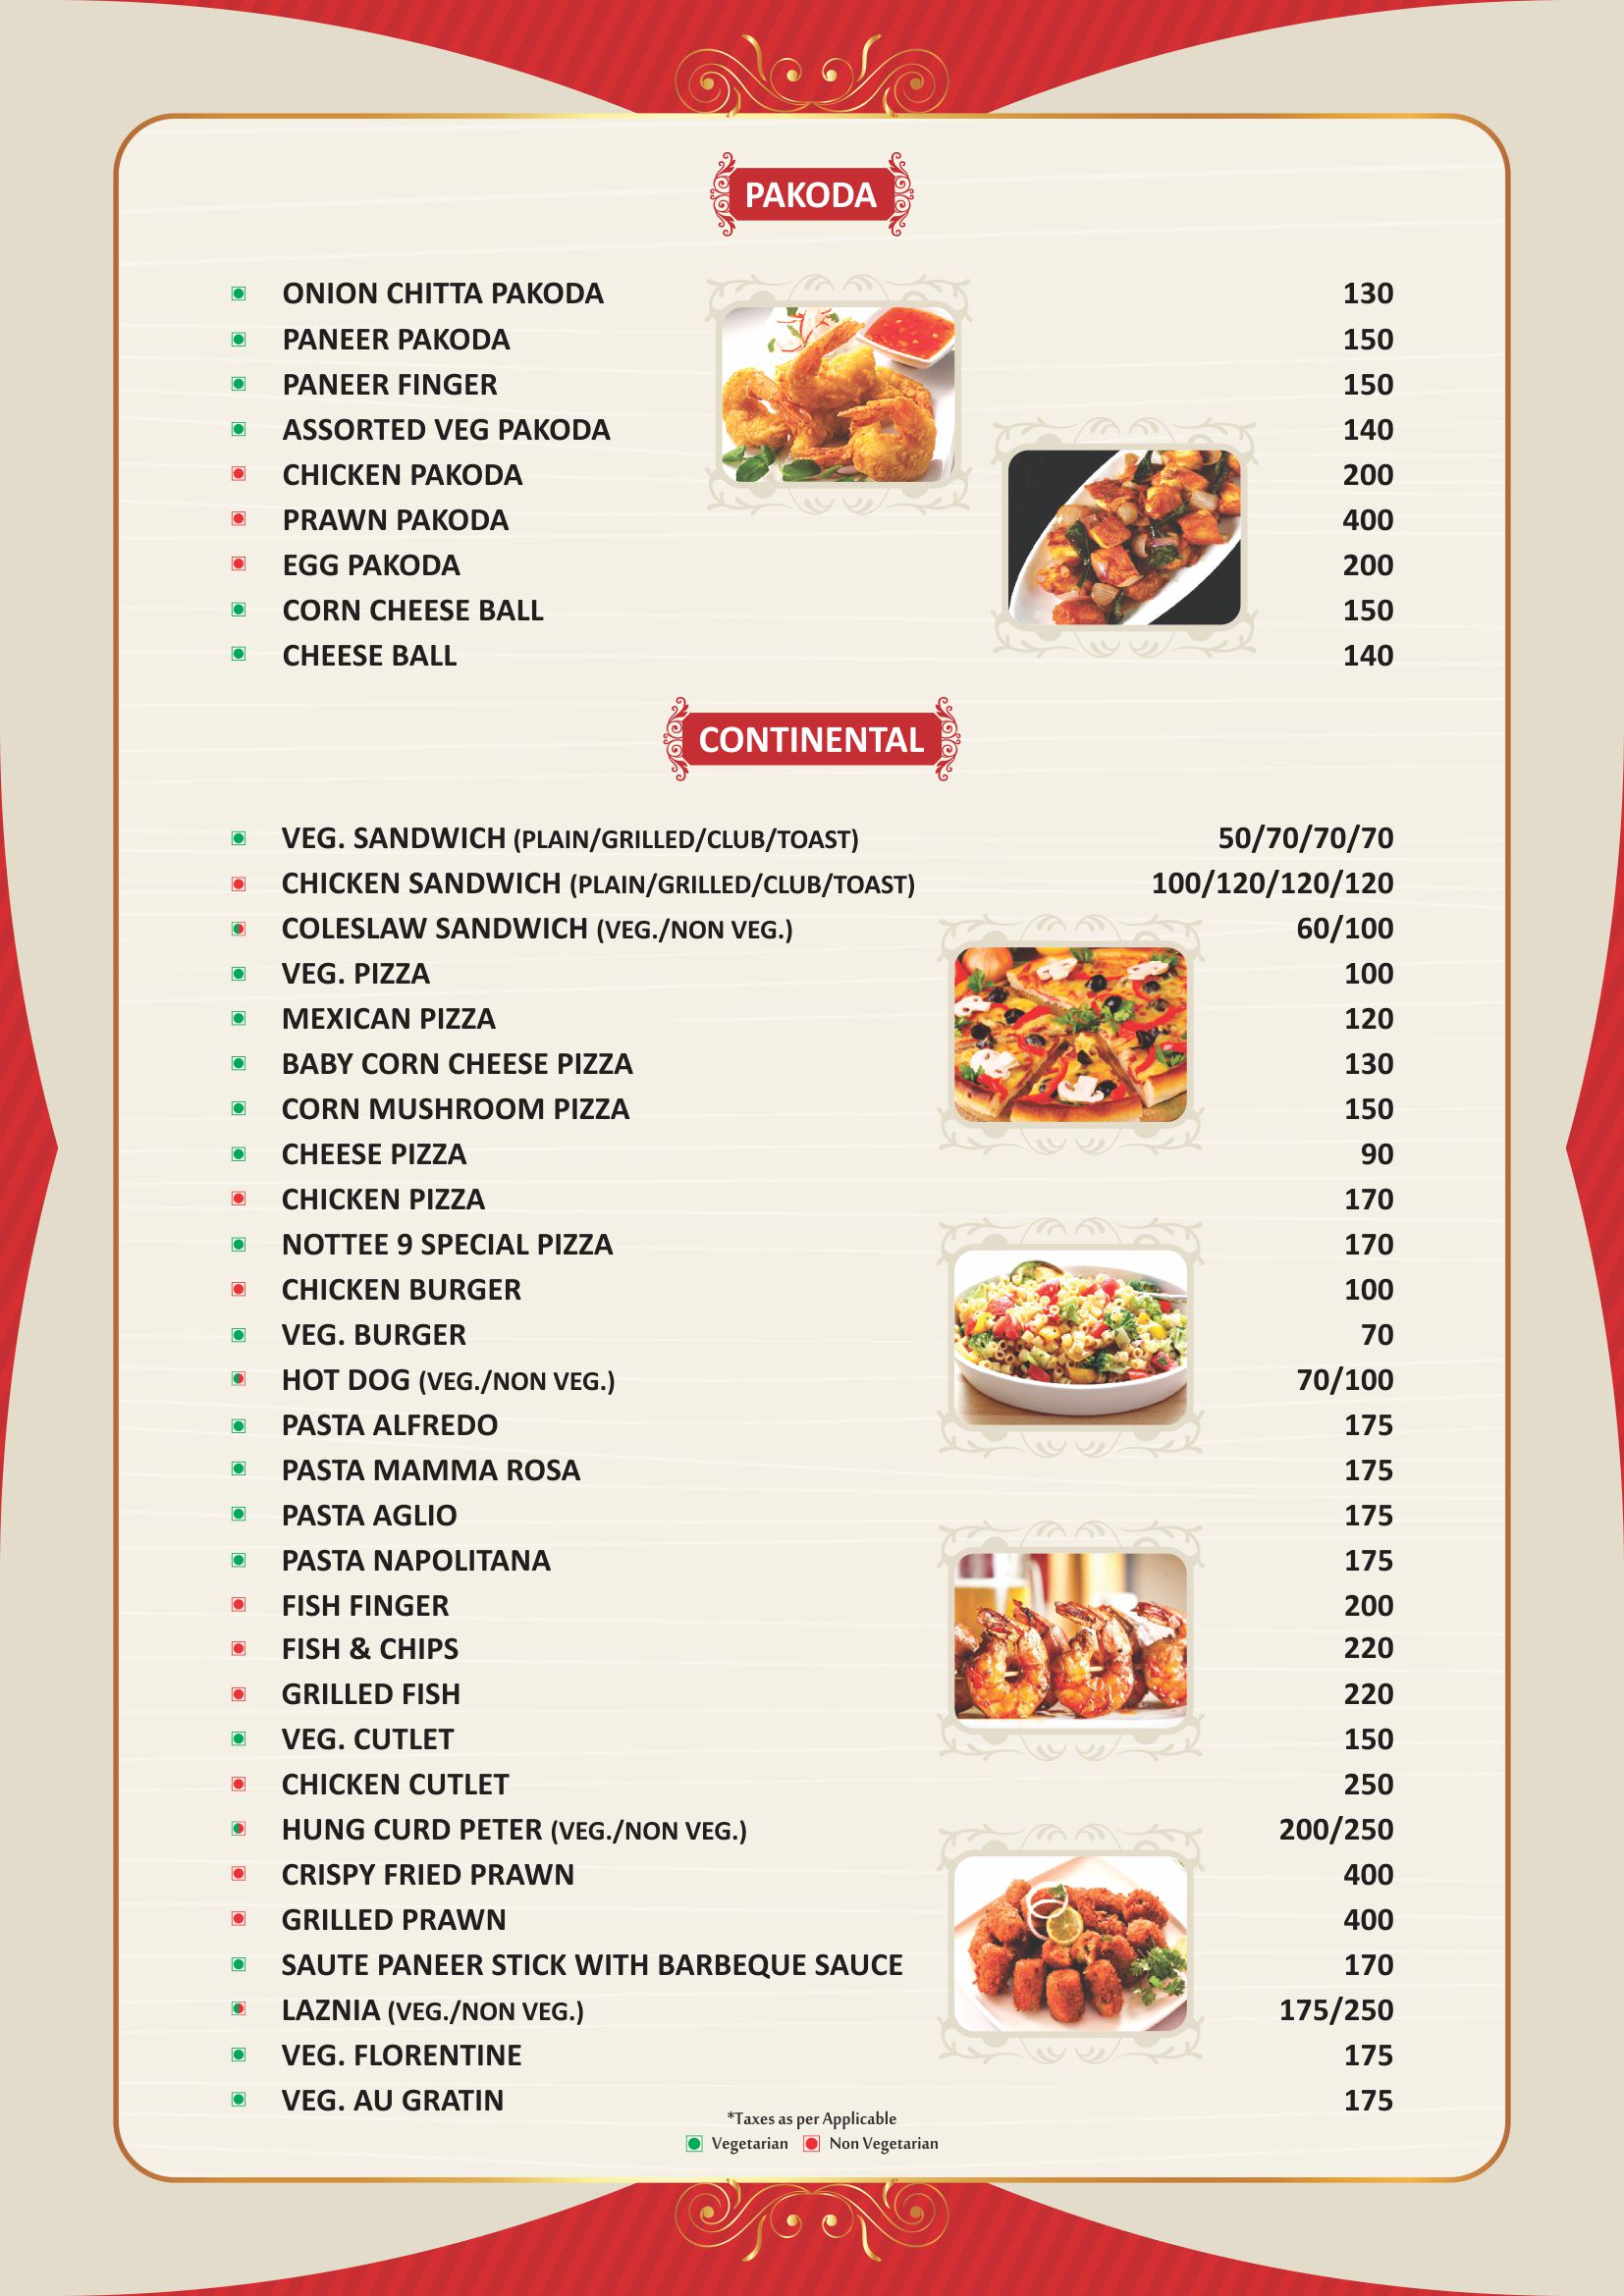 PAKODA
ONION CHITTA PAKODA 130
PANEER PAKODA 150
PANEER FINGER 150
ASSORTED VEG PAKODA 140
CHICKEN PAKODA 200
PRAWN PAKODA 400
EGG PAKODA 200
CORN CHEESE BALL 150
CHEESE BALL 140
CONTINENTAL
VEG. SANDWICH (PLAIN/GRILLED/CLUB/TOAST) 50/70/70/70
CHICKEN SANDWICH (PLAIN/GRILLED/CLUB/TOAST) 100/120/120/120
COLESLAW SANDWICH (VEG./NON VEG.) 60/100
VEG. PIZZA 100
MEXICAN PIZZA 120
BABY CORN CHEESE PIZZA 130
CORN MUSHROOM PIZZA 150
CHEESE PIZZA 90
CHICKEN PIZZA 170
NOTTEE 9 SPECIAL PIZZA 170
CHICKEN BURGER 100
VEG. BURGER 70
HOT DOG (VEG./NON VEG.) 70/100
PASTA ALFREDO 175
PASTA MAMMA ROSA 175
PASTA AGLIO 175
PASTA NAPOLITANA 175
FISH FINGER 200
FISH & CHIPS 220
GRILLED FISH 220
VEG. CUTLET 150
CHICKEN CUTLET 250
HUNG CURD PETER (VEG./NON VEG.) 200/250
CRISPY FRIED PRAWN 400
GRILLED PRAWN 400
SAUTE PANEER STICK WITH BARBEQUE SAUCE 170
LAZNIA (VEG./NON VEG.) 175/250
VEG. FLORENTINE 175
VEG. AU GRATIN 175
*Taxes as per Applicable
Vegetarian Non Vegetarian